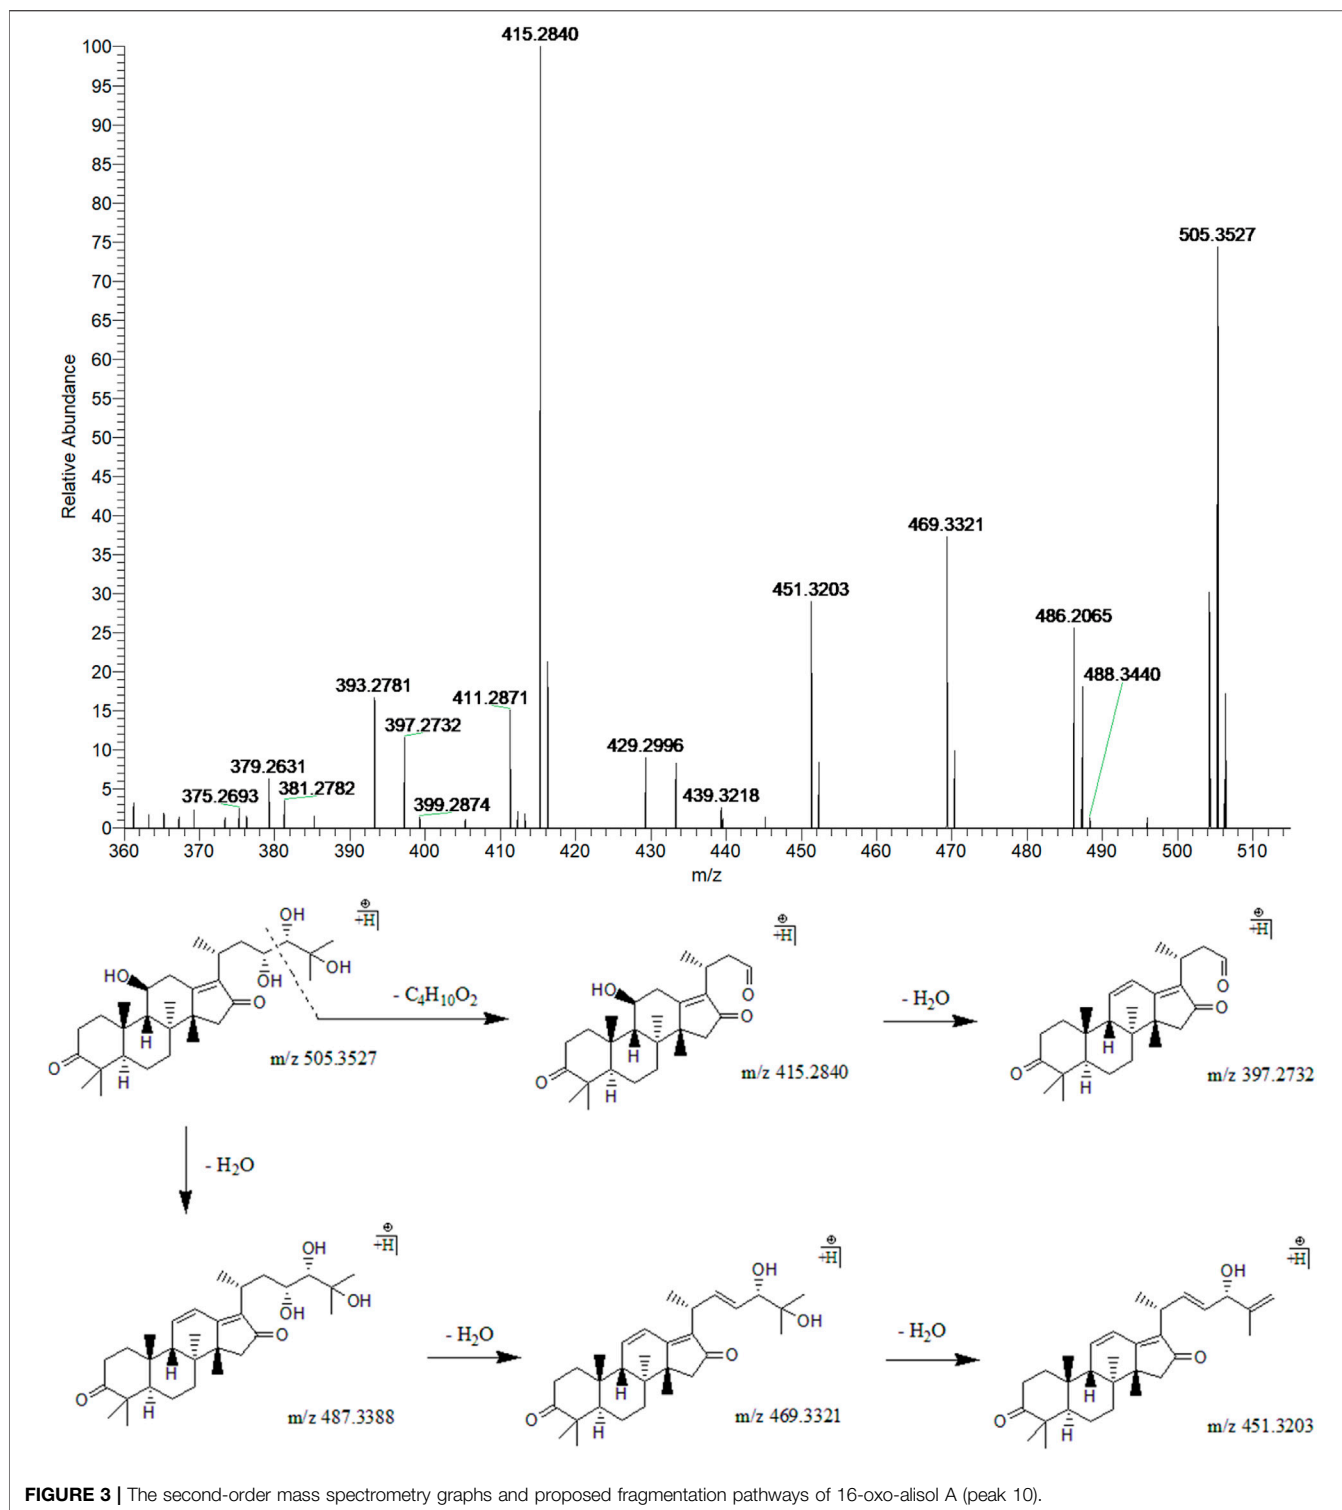 415.2840
100
95
90
85
80
75
70
65
60
55
50
45
40
35
30
25
20
15
10
5
0
Relative Abundance
505.3527
469.3321
451.3203
486.2065
488.3440
393.2781
397.2732
411.2871
429.2996
379.2631
375.2693
381.2782
399.2874
439.3218
360 370 380 390 400 410 420 430 440 450 460 470 480 490 500 510
m/z
OH
OH
OH
HO
O
O
H
H
⊕
+H
m/z 505.3527
- C4H10O2
HO
O
O
O
H
H
⊕
+H
m/z 415.2840
- H2O
O
O
O
H
H
⊕
+H
m/z 397.2732
- H2O
OH
OH
OH
O
O
H
H
⊕
+H
m/z 487.3388
- H2O
OH
OH
O
O
H
H
⊕
+H
m/z 469.3321
- H2O
OH
O
O
H
H
⊕
+H
m/z 451.3203
FIGURE 3 | The second-order mass spectrometry graphs and proposed fragmentation pathways of 16-oxo-alisol A (peak 10).